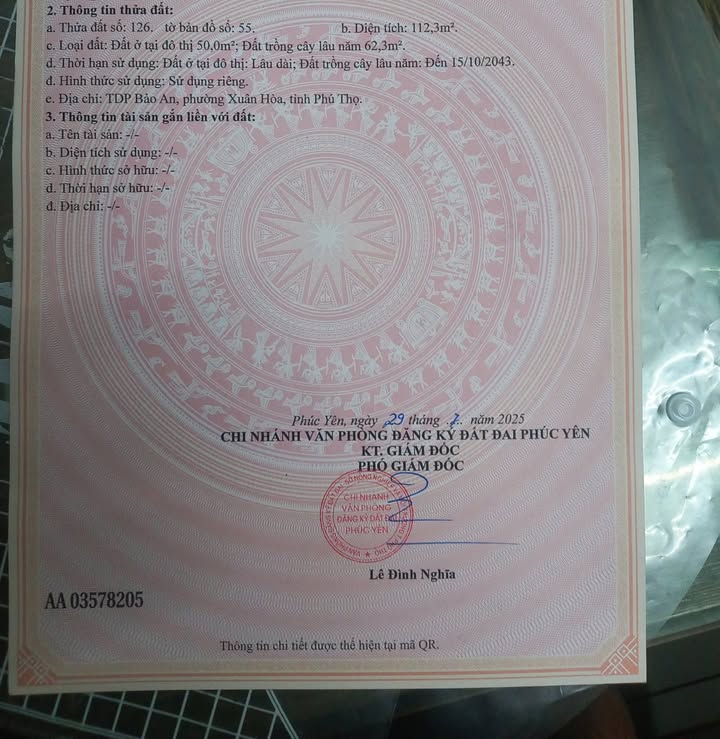 2. Thông tin thửa đất:
a. Thửa đất số: 126. tờ bản đồ số: 55. b. Diện tích: 112,3m².
c. Loại đất: Đất ở tại đô thị 50,0m²; Đất trồng cây lâu năm 62,3m².
d. Thời hạn sử dụng: Đất ở tại đô thị: Lâu dài; Đất trồng cây lâu năm: Đến 15/10/2043.
đ. Hình thức sử dụng: Sử dụng riêng.
e. Địa chỉ: TDP Bảo An, phường Xuân Hòa, tỉnh Phú Thọ.
3. Thông tin tài sản gắn liền với đất:
a. Tên tài sản: -/-
b. Diện tích sử dụng: -/-
c. Hình thức sở hữu: -/-
d. Thời hạn sở hữu: -/-
đ. Địa chỉ: -/-
Phúc Yên, ngày 29 tháng 7 năm 2025
CHI NHÁNH VĂN PHÒNG ĐĂNG KÝ ĐẤT ĐAI PHÚC YÊN
KT. GIÁM ĐỐC
PHÓ GIÁM ĐỐC
CHI NHÁNH
VĂN PHÒNG
ĐĂNG KÝ ĐẤT ĐAI
PHÚC YÊN
Lê Đình Nghĩa
AA 03578205
Thông tin chi tiết được thể hiện tại mã QR.